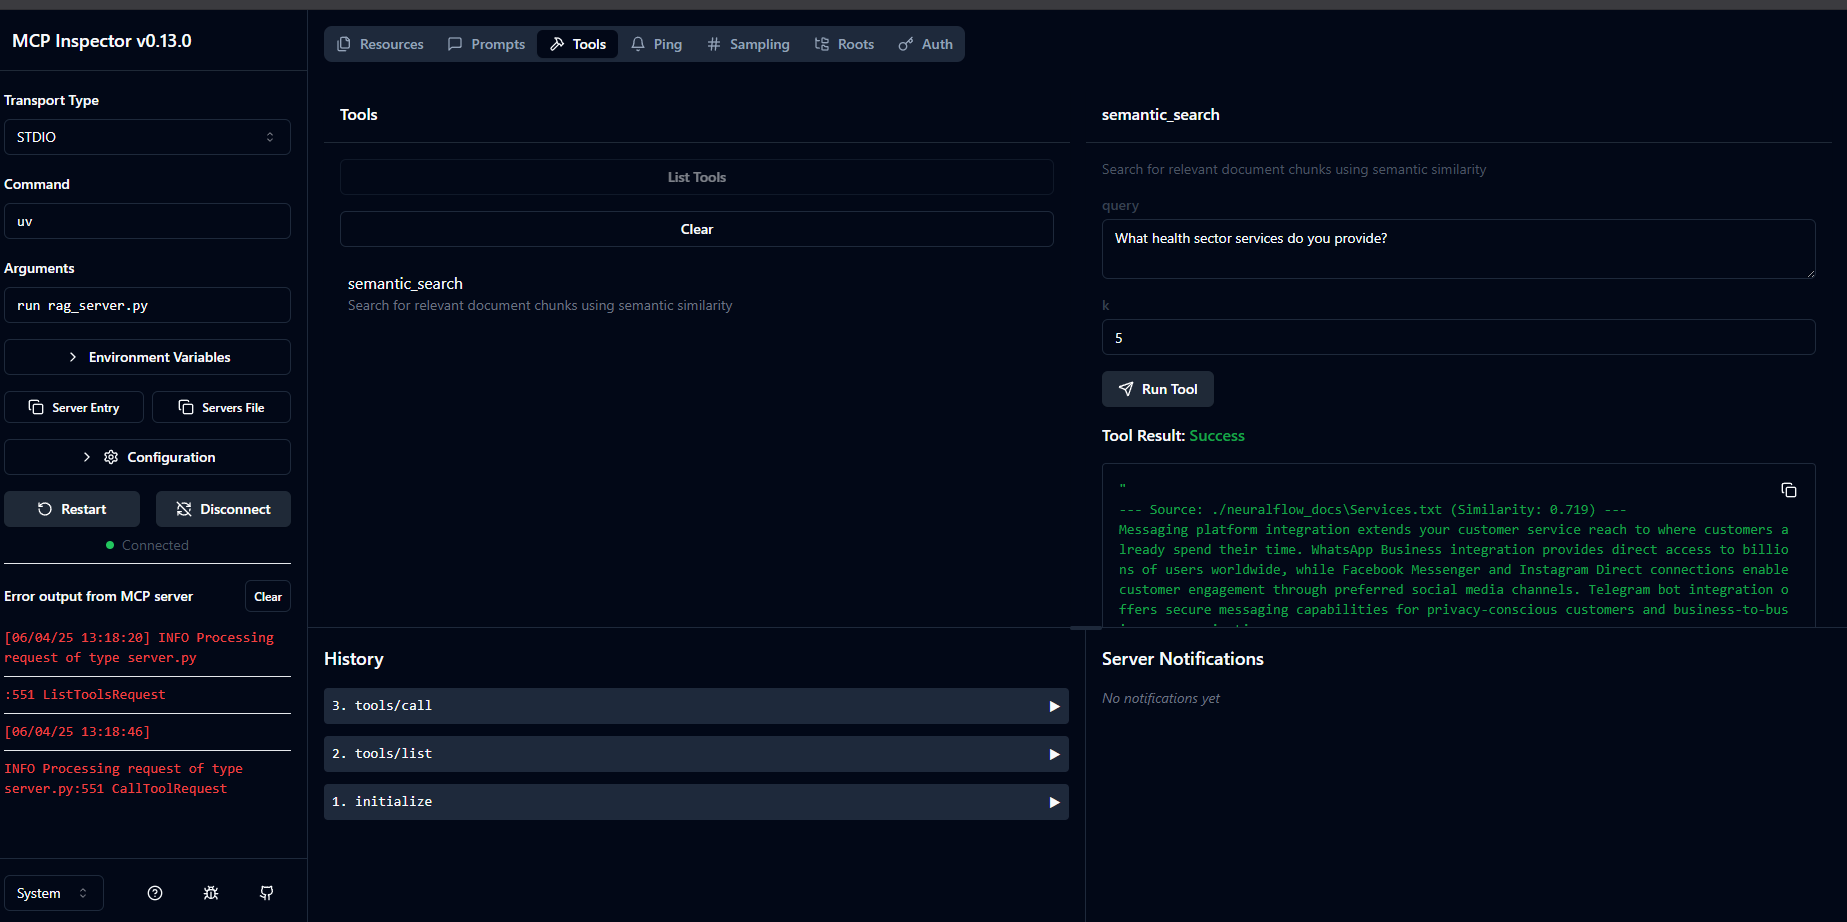 MCP Inspector v0.13.0
Transport Type
STDIO
Command
uv
Arguments
run rag_server.py
Environment Variables
Server Entry
Servers File
Configuration
Restart
Disconnect
Connected
Error output from MCP server
Clear
[06/04/25 13:18:20] INFO Processing
request of type server.py
:551 ListToolsRequest
[06/04/25 13:18:46]
INFO Processing request of type
server.py:551 CallToolRequest
System
Resources
Prompts
Tools
Ping
Sampling
Roots
Auth
Tools
List Tools
Clear
semantic_search
Search for relevant document chunks using semantic similarity
semantic_search
Search for relevant document chunks using semantic similarity
query
What health sector services do you provide?
k
5
Run Tool
Tool Result: Success
"
--- Source: ./neuralflow_docs\Services.txt (Similarity: 0.719) ---
Messaging platform integration extends your customer service reach to where customers a
lready spend their time. WhatsApp Business integration provides direct access to billio
ns of users worldwide, while Facebook Messenger and Instagram Direct connections enable
customer engagement through preferred social media channels. Telegram bot integration o
ffers secure messaging capabilities for privacy-conscious customers and business-to-bus
History
3. tools/call
2. tools/list
1. initialize
Server Notifications
No notifications yet